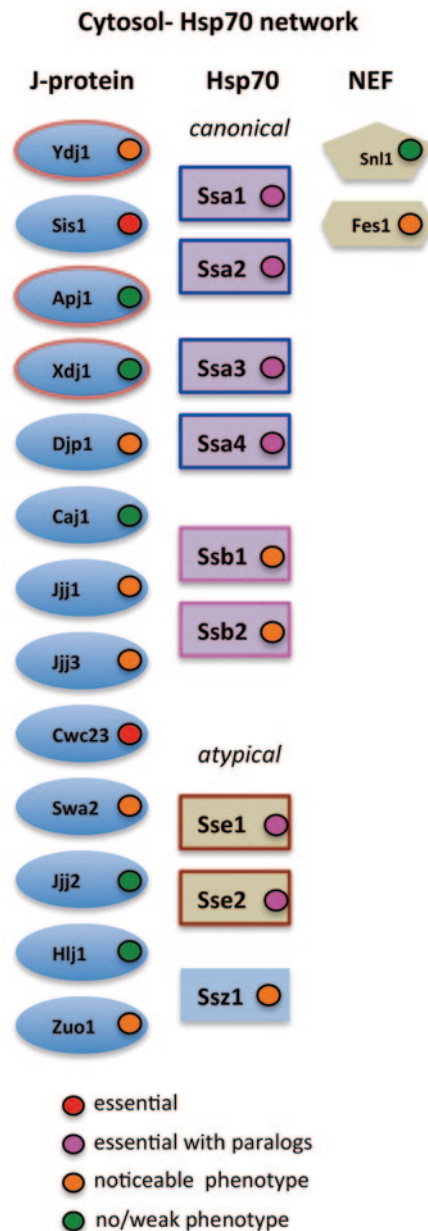 Cytosol- Hsp70 network
J-protein
Hsp70
NEF
canonical
Ydj1
Snl1
Ssa1
Sis1
Fes1
Ssa2
Apj1
Xdj1
Ssa3
Djp1
Ssa4
Caj1
Ssb1
Jjj1
Ssb2
Jjj3
Cwc23
atypical
Swa2
Sse1
Jjj2
Sse2
Hlj1
Ssz1
Zuo1
essential
essential with paralogs
noticeable phenotype
no/weak phenotype